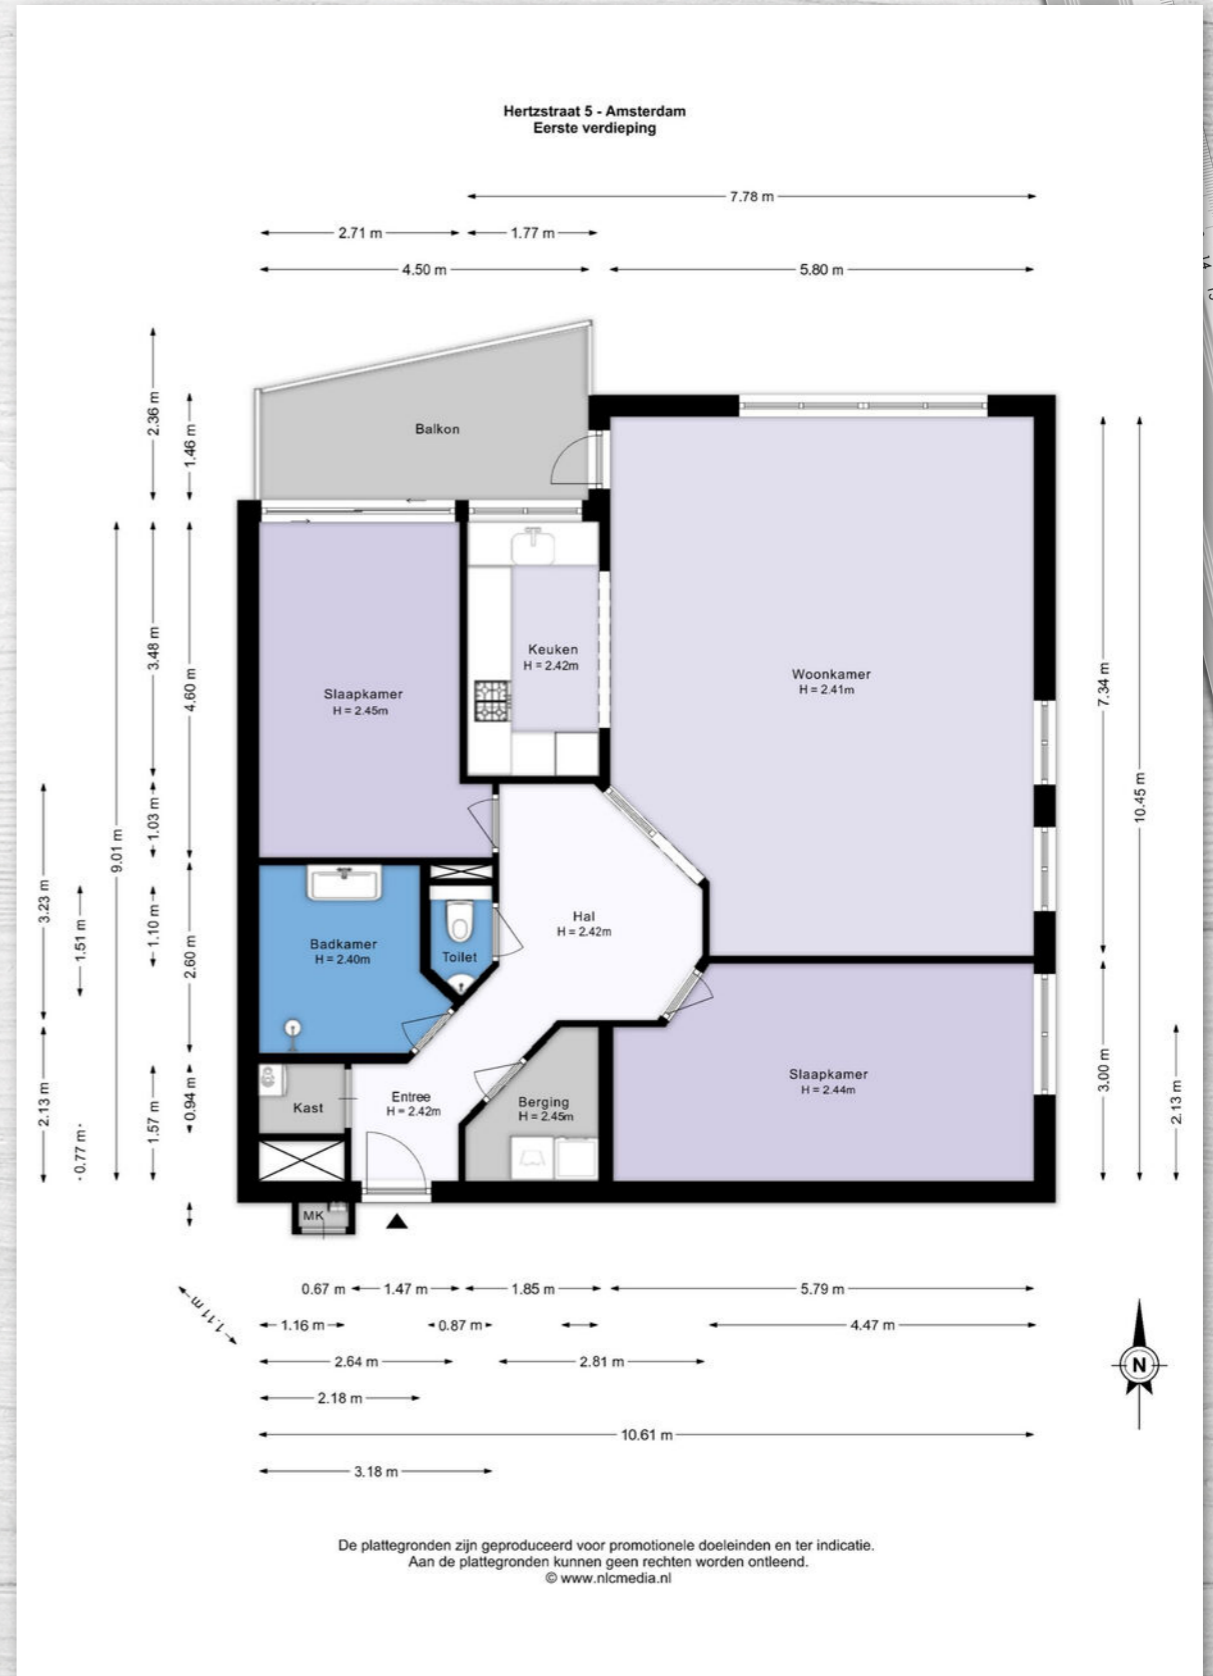 Hertzstraat 5 - Amsterdam
Eerste verdieping
7.78 m
2.71 m
1.77 m
4.50 m
5.80 m
2.36 m
1.46 m
Balkon
3.48 m
4.60 m
Keuken
H = 2.42m
Woonkamer
H = 2.41m
Slaapkamer
H = 2.45m
7.34 m
10.45 m
9.01 m
1.03 m
3.23 m
1.51 m
1.10 m
2.60 m
Hal
H = 2.42m
Badkamer
H = 2.40m
Toilet
2.13 m
0.77 m
1.57 m
0.94 m
Kast
Entree
H = 2.42m
Berging
H = 2.45m
Slaapkamer
H = 2.44m
3.00 m
2.13 m
MK
0.67 m
1.47 m
1.85 m
5.79 m
1.11 m
1.16 m
0.87 m
4.47 m
2.64 m
2.81 m
N
2.18 m
10.61 m
3.18 m
De plattegronden zijn geproduceerd voor promotionele doeleinden en ter indicatie.
Aan de plattegronden kunnen geen rechten worden ontleend.
© www.nlcmedia.nl